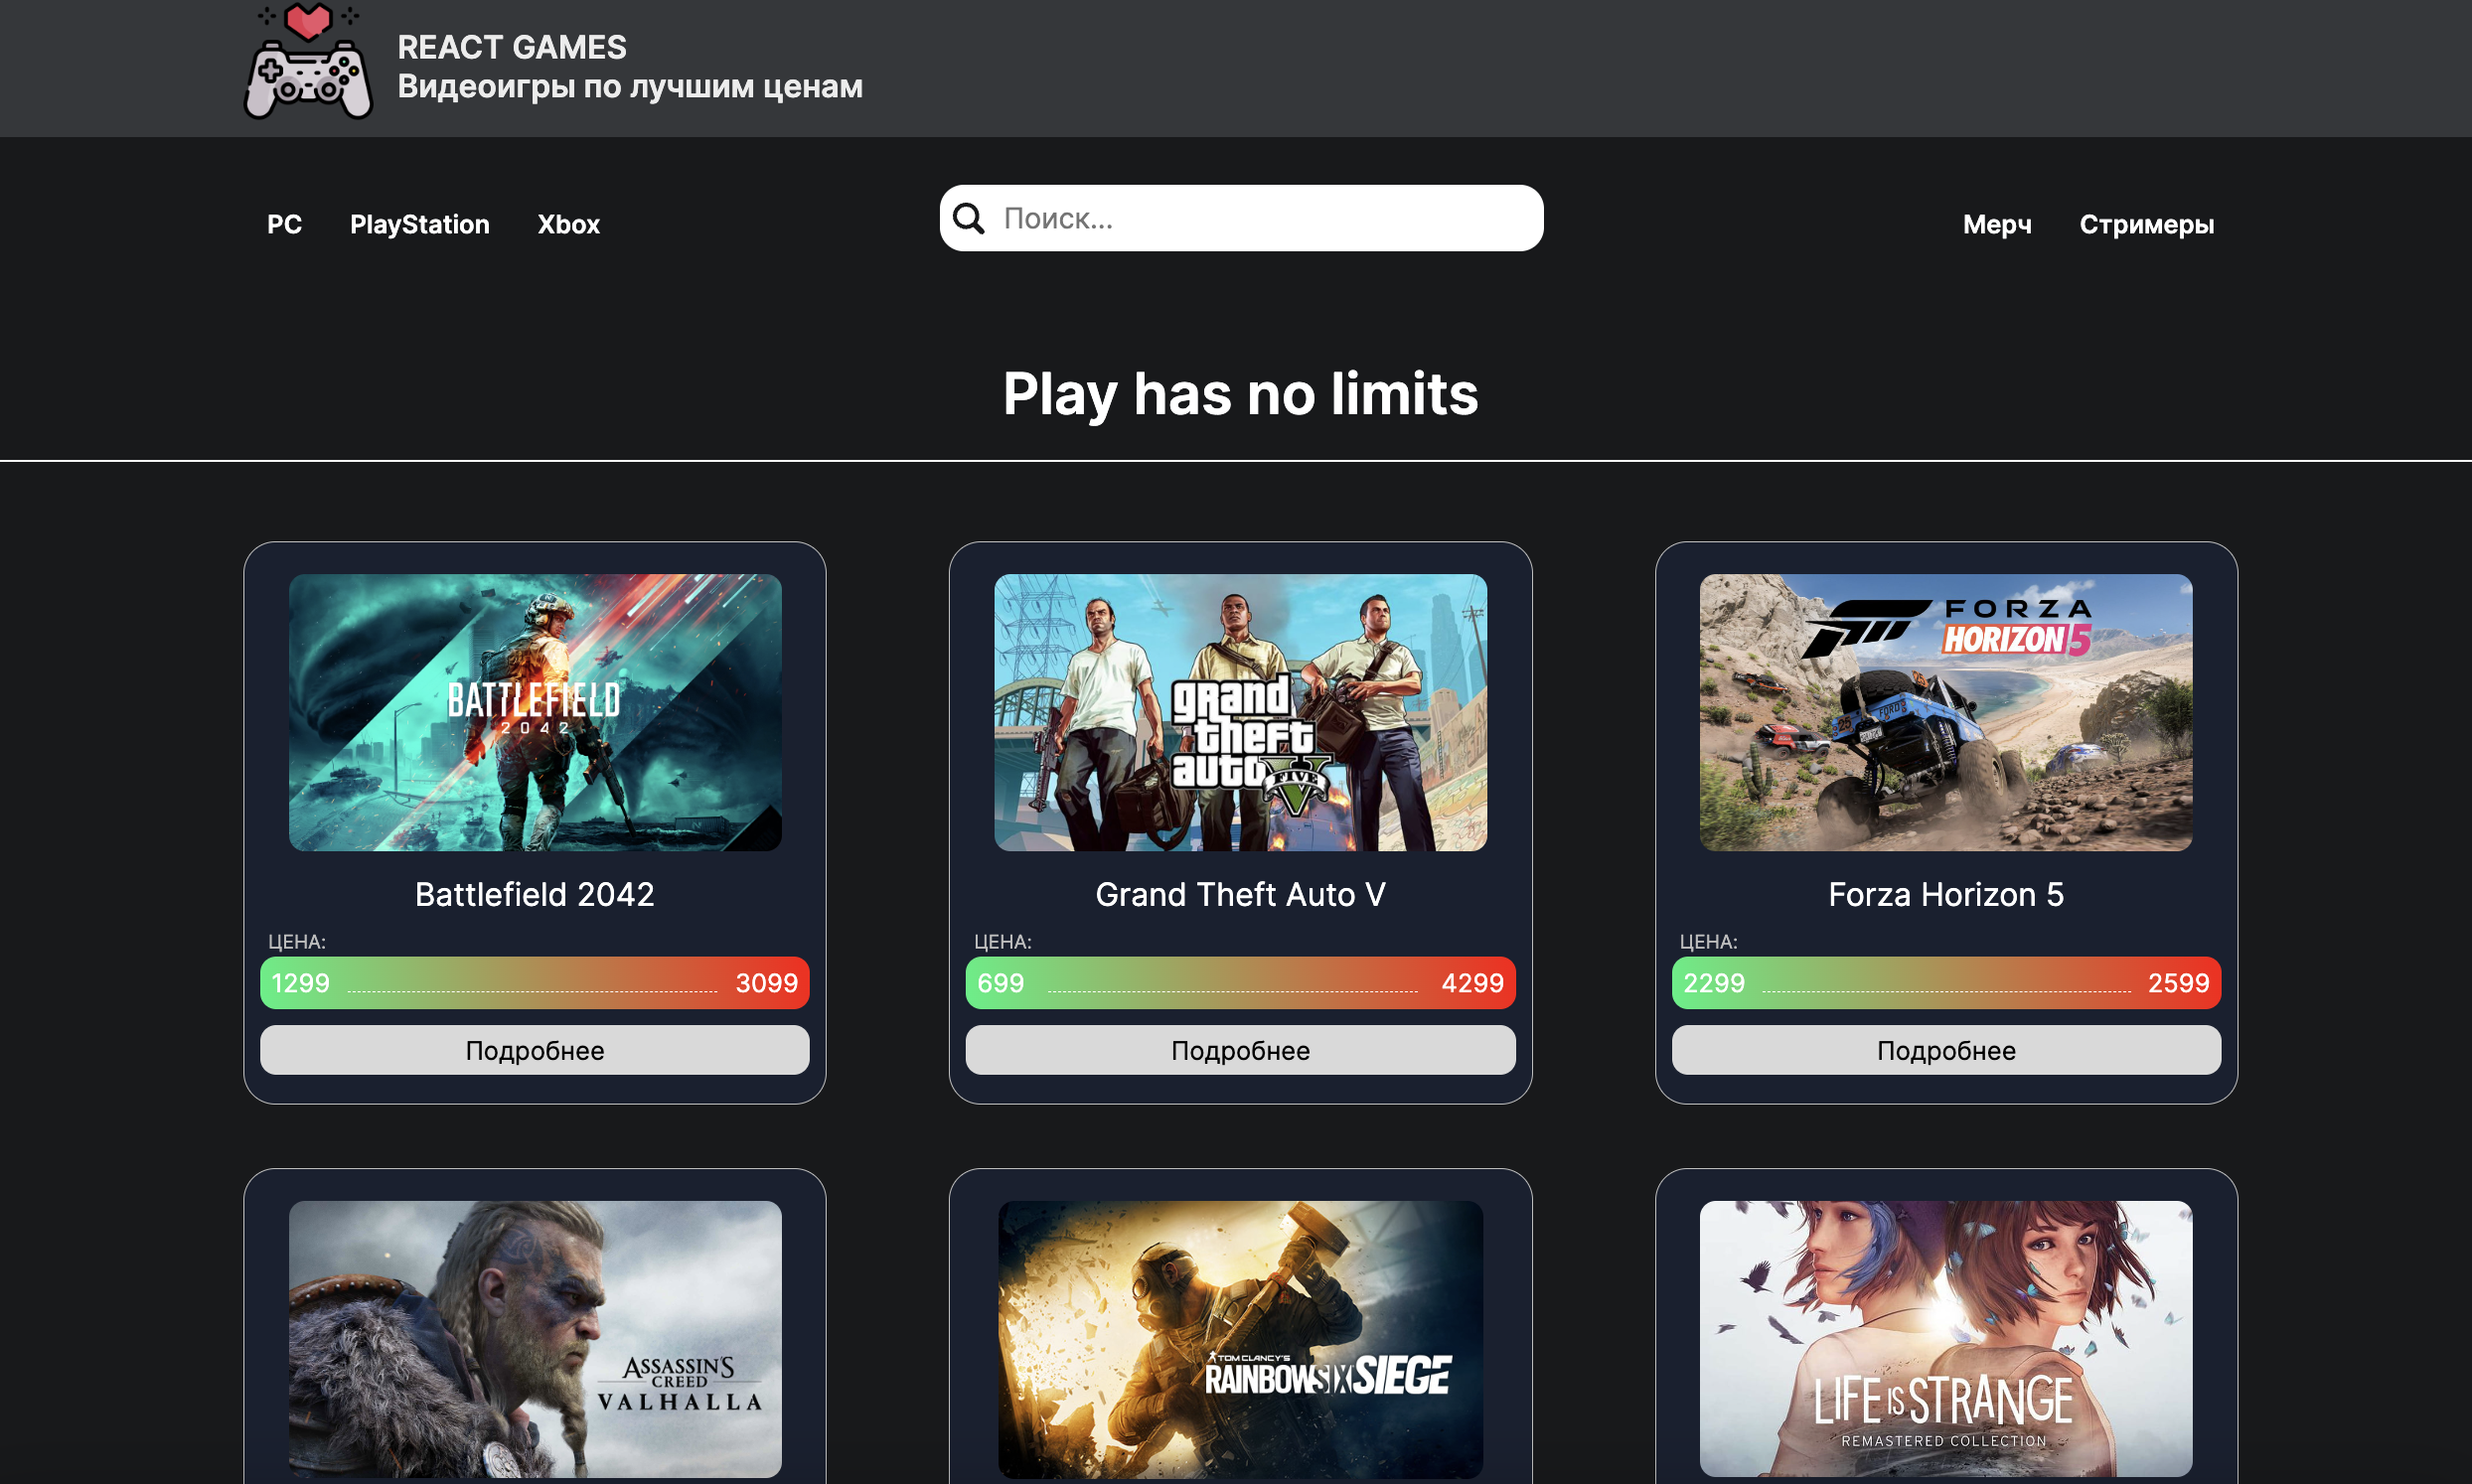 REACT GAMES
Видеоигры по лучшим ценам
PC PlayStation Xbox
Поиск...
Мерч Стримеры
Play has no limits
BATTLEFIELD
2042
Battlefield 2042
ЦЕНА:
1299 3099
Подробнее
grand
theft
auto
FIVE
V
Grand Theft Auto V
ЦЕНА:
699 4299
Подробнее
FORZA
HORIZON 5
25 FORD
Forza Horizon 5
ЦЕНА:
2299 2599
Подробнее
ASSASSIN'S
CREED
VALHALLA
TOM CLANCY'S
RAINBOW SIX SIEGE
LIFE IS STRANGE
REMASTERED COLLECTION